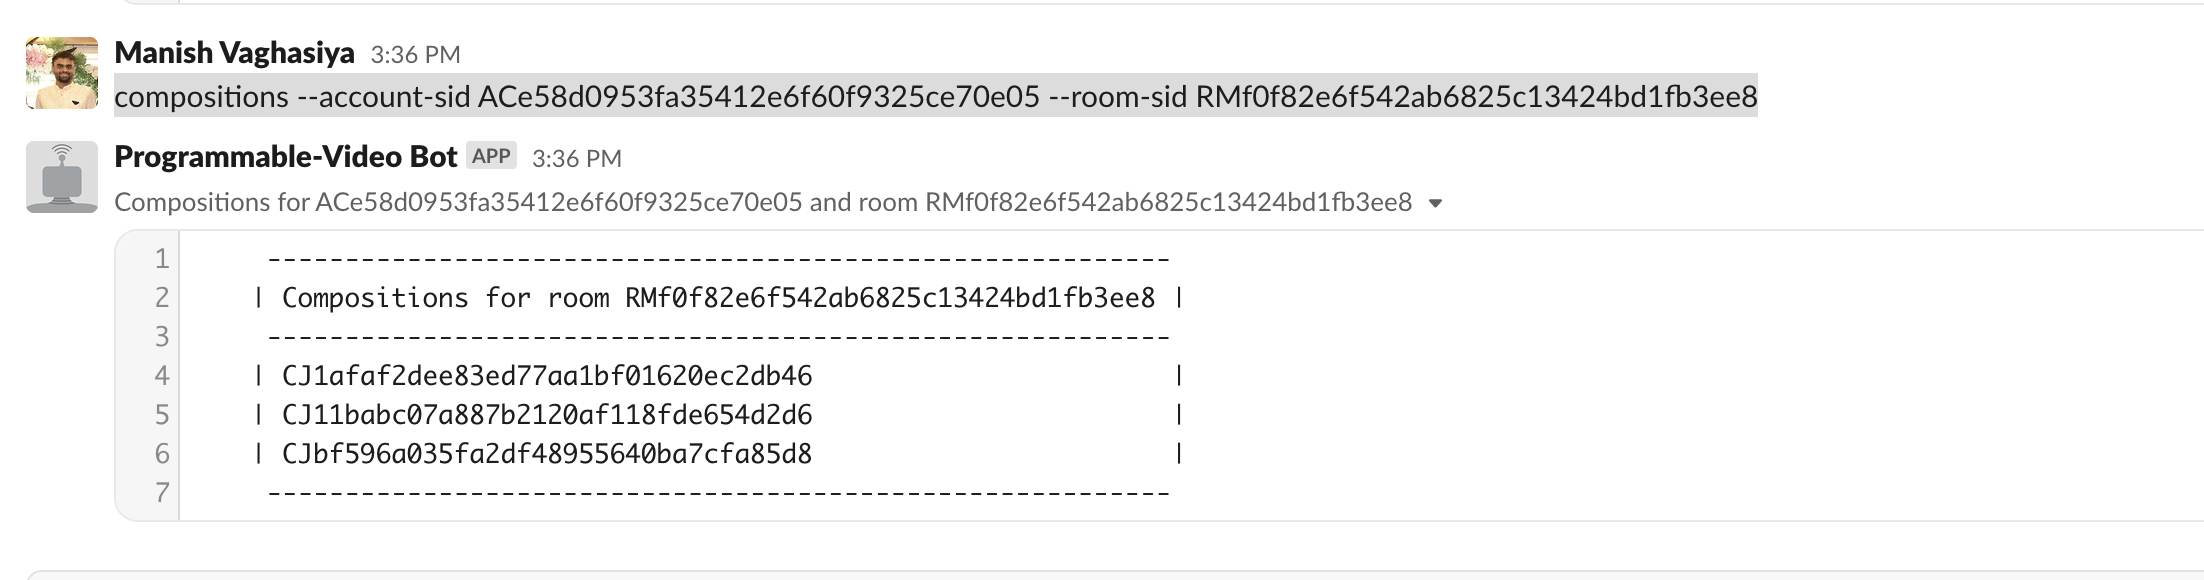 Manish Vaghasiya 3:36 PM
compositions --account-sid ACe58d0953fa35412e6f60f9325ce70e05 --room-sid RMf0f82e6f542ab6825c13424bd1fb3ee8
Programmable-Video Bot APP 3:36 PM
Compositions for ACe58d0953fa35412e6f60f9325ce70e05 and room RMf0f82e6f542ab6825c13424bd1fb3ee8
1 ----------------------------------------------------------
2 | Compositions for room RMf0f82e6f542ab6825c13424bd1fb3ee8 |
3 ----------------------------------------------------------
4 | CJ1afaf2dee83ed77aa1bf01620ec2db46 |
5 | CJ11babc07a887b2120af118fde654d2d6 |
6 | CJbf596a035fa2df48955640ba7cfa85d8 |
7 ----------------------------------------------------------